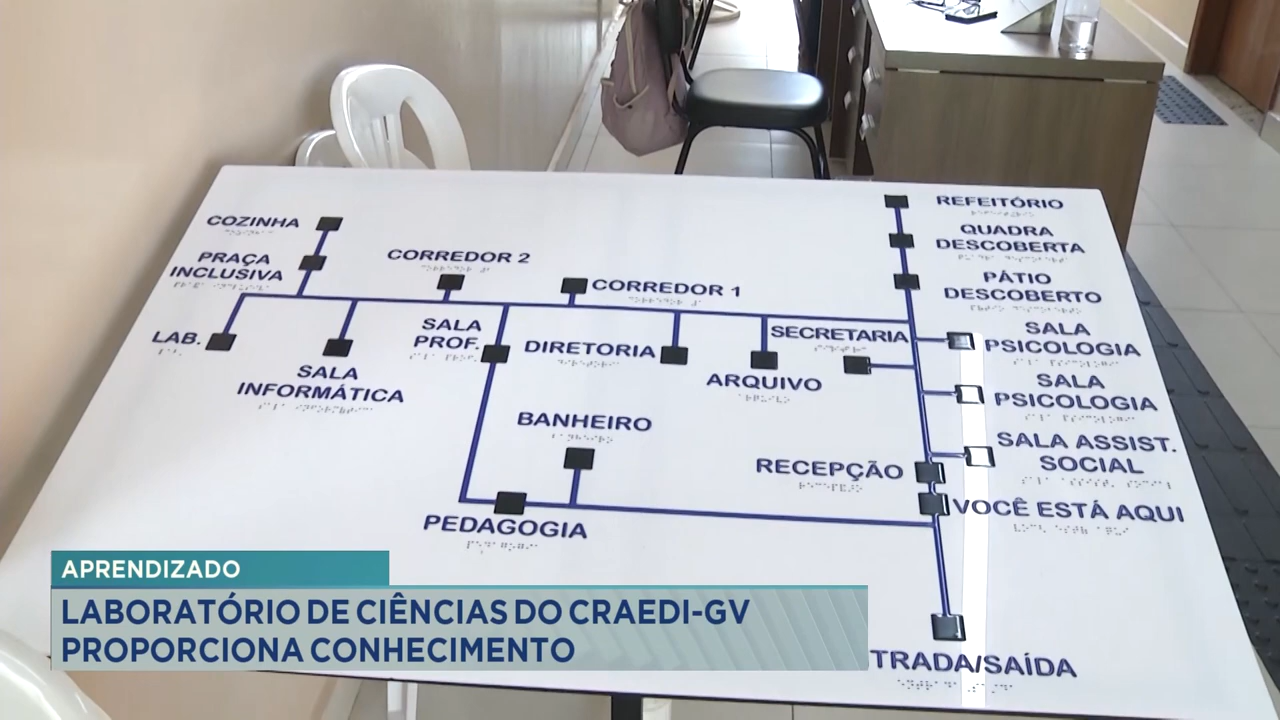 COZINHA
PRAÇA
INCLUSIVA
CORREDOR 2
CORREDOR 1
LAB.
SALA
INFORMÁTICA
SALA
PROF.
DIRETORIA
ARQUIVO
SECRETARIA
REFEITÓRIO
QUADRA
DESCOBERTA
PÁTIO
DESCOBERTO
SALA
PSICOLOGIA
SALA
PSICOLOGIA
SALA ASSIST.
SOCIAL
BANHEIRO
RECEPÇÃO
VOCÊ ESTÁ AQUI
PEDAGOGIA
TRADA/SAÍDA
APRENDIZADO
LABORATÓRIO DE CIÊNCIAS DO CRAEDI-GV
PROPORCIONA CONHECIMENTO